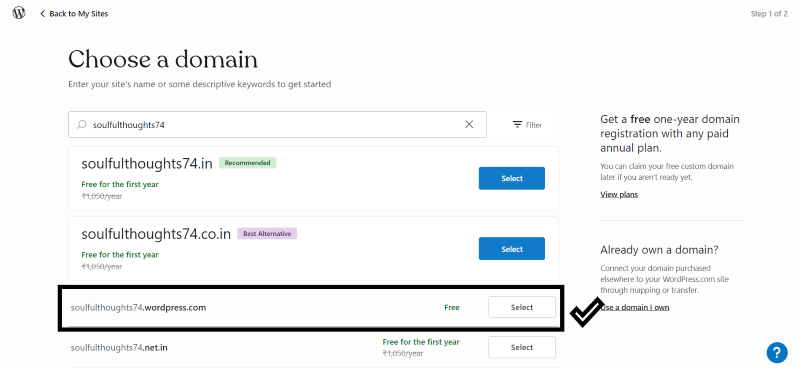 Back to My Sites
Step 1 of 2
Choose a domain
Enter your site's name or some descriptive keywords to get started
soulfulthoughts74
Filter
soulfulthoughts74.in Recommended
Free for the first year
₹1,050/year
Select
soulfulthoughts74.co.in Best Alternative
Free for the first year
₹1,050/year
Select
soulfulthoughts74.wordpress.com Free Select
soulfulthoughts74.net.in
Free for the first year
₹1,050/year
Select
Get a free one-year domain
registration with any paid
annual plan.
You can claim your free custom domain
later if you aren't ready yet.
View plans
Already own a domain?
Connect your domain purchased
elsewhere to your WordPress.com site
through mapping or transfer.
Use a domain I own
?